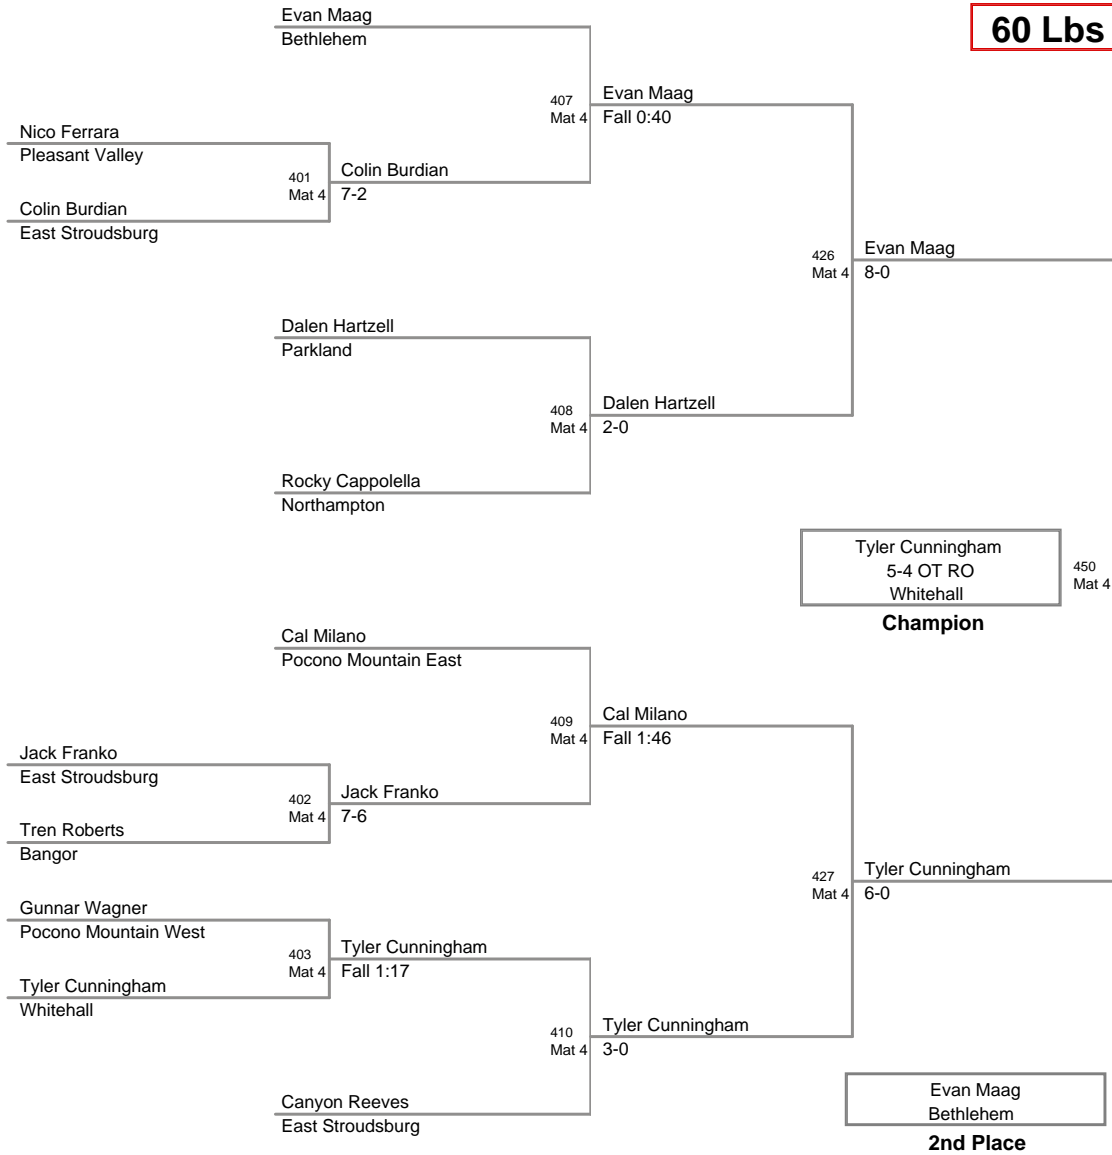 Evan Maag
Bethlehem
60 Lbs
407
Mat 4
Evan Maag
Fall 0:40
Nico Ferrara
Pleasant Valley
401
Mat 4
Colin Burdian
7-2
Colin Burdian
East Stroudsburg
426
Mat 4
Evan Maag
8-0
Dalen Hartzell
Parkland
408
Mat 4
Dalen Hartzell
2-0
Rocky Cappolella
Northampton
Tyler Cunningham
5-4 OT RO
Whitehall
450
Mat 4
Champion
Cal Milano
Pocono Mountain East
409
Mat 4
Cal Milano
Fall 1:46
Jack Franko
East Stroudsburg
402
Mat 4
Jack Franko
7-6
Tren Roberts
Bangor
427
Mat 4
Tyler Cunningham
6-0
Gunnar Wagner
Pocono Mountain West
403
Mat 4
Tyler Cunningham
Fall 1:17
Tyler Cunningham
Whitehall
410
Mat 4
Tyler Cunningham
3-0
Canyon Reeves
East Stroudsburg
Evan Maag
Bethlehem
2nd Place